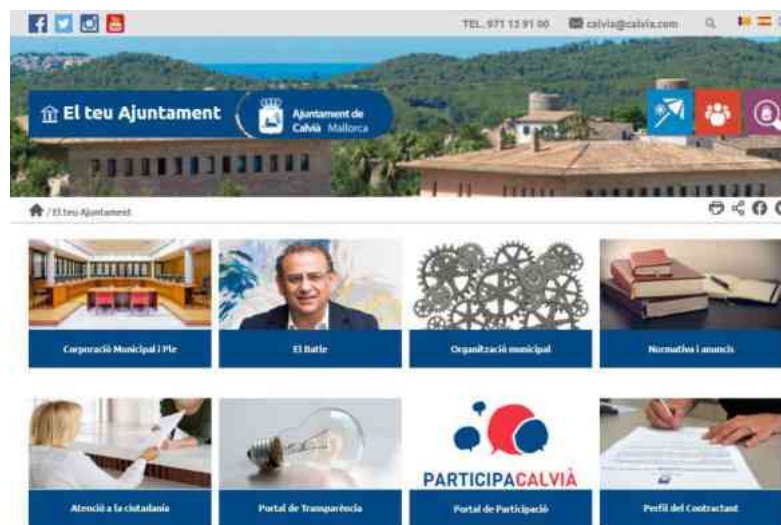 TEL. 971 13 91 00
calvia@calvia.com
El teu Ajuntament
Ajuntament de
Calvià Mallorca
/ El teu Ajuntament
Corporació Municipal i Ple
El Batle
Organització municipal
Normativa i anuncis
PARTICIPACALVIÀ
Atenció a la ciutadania
Portal de Transparència
Portal de Participació
Perfil del Contractant